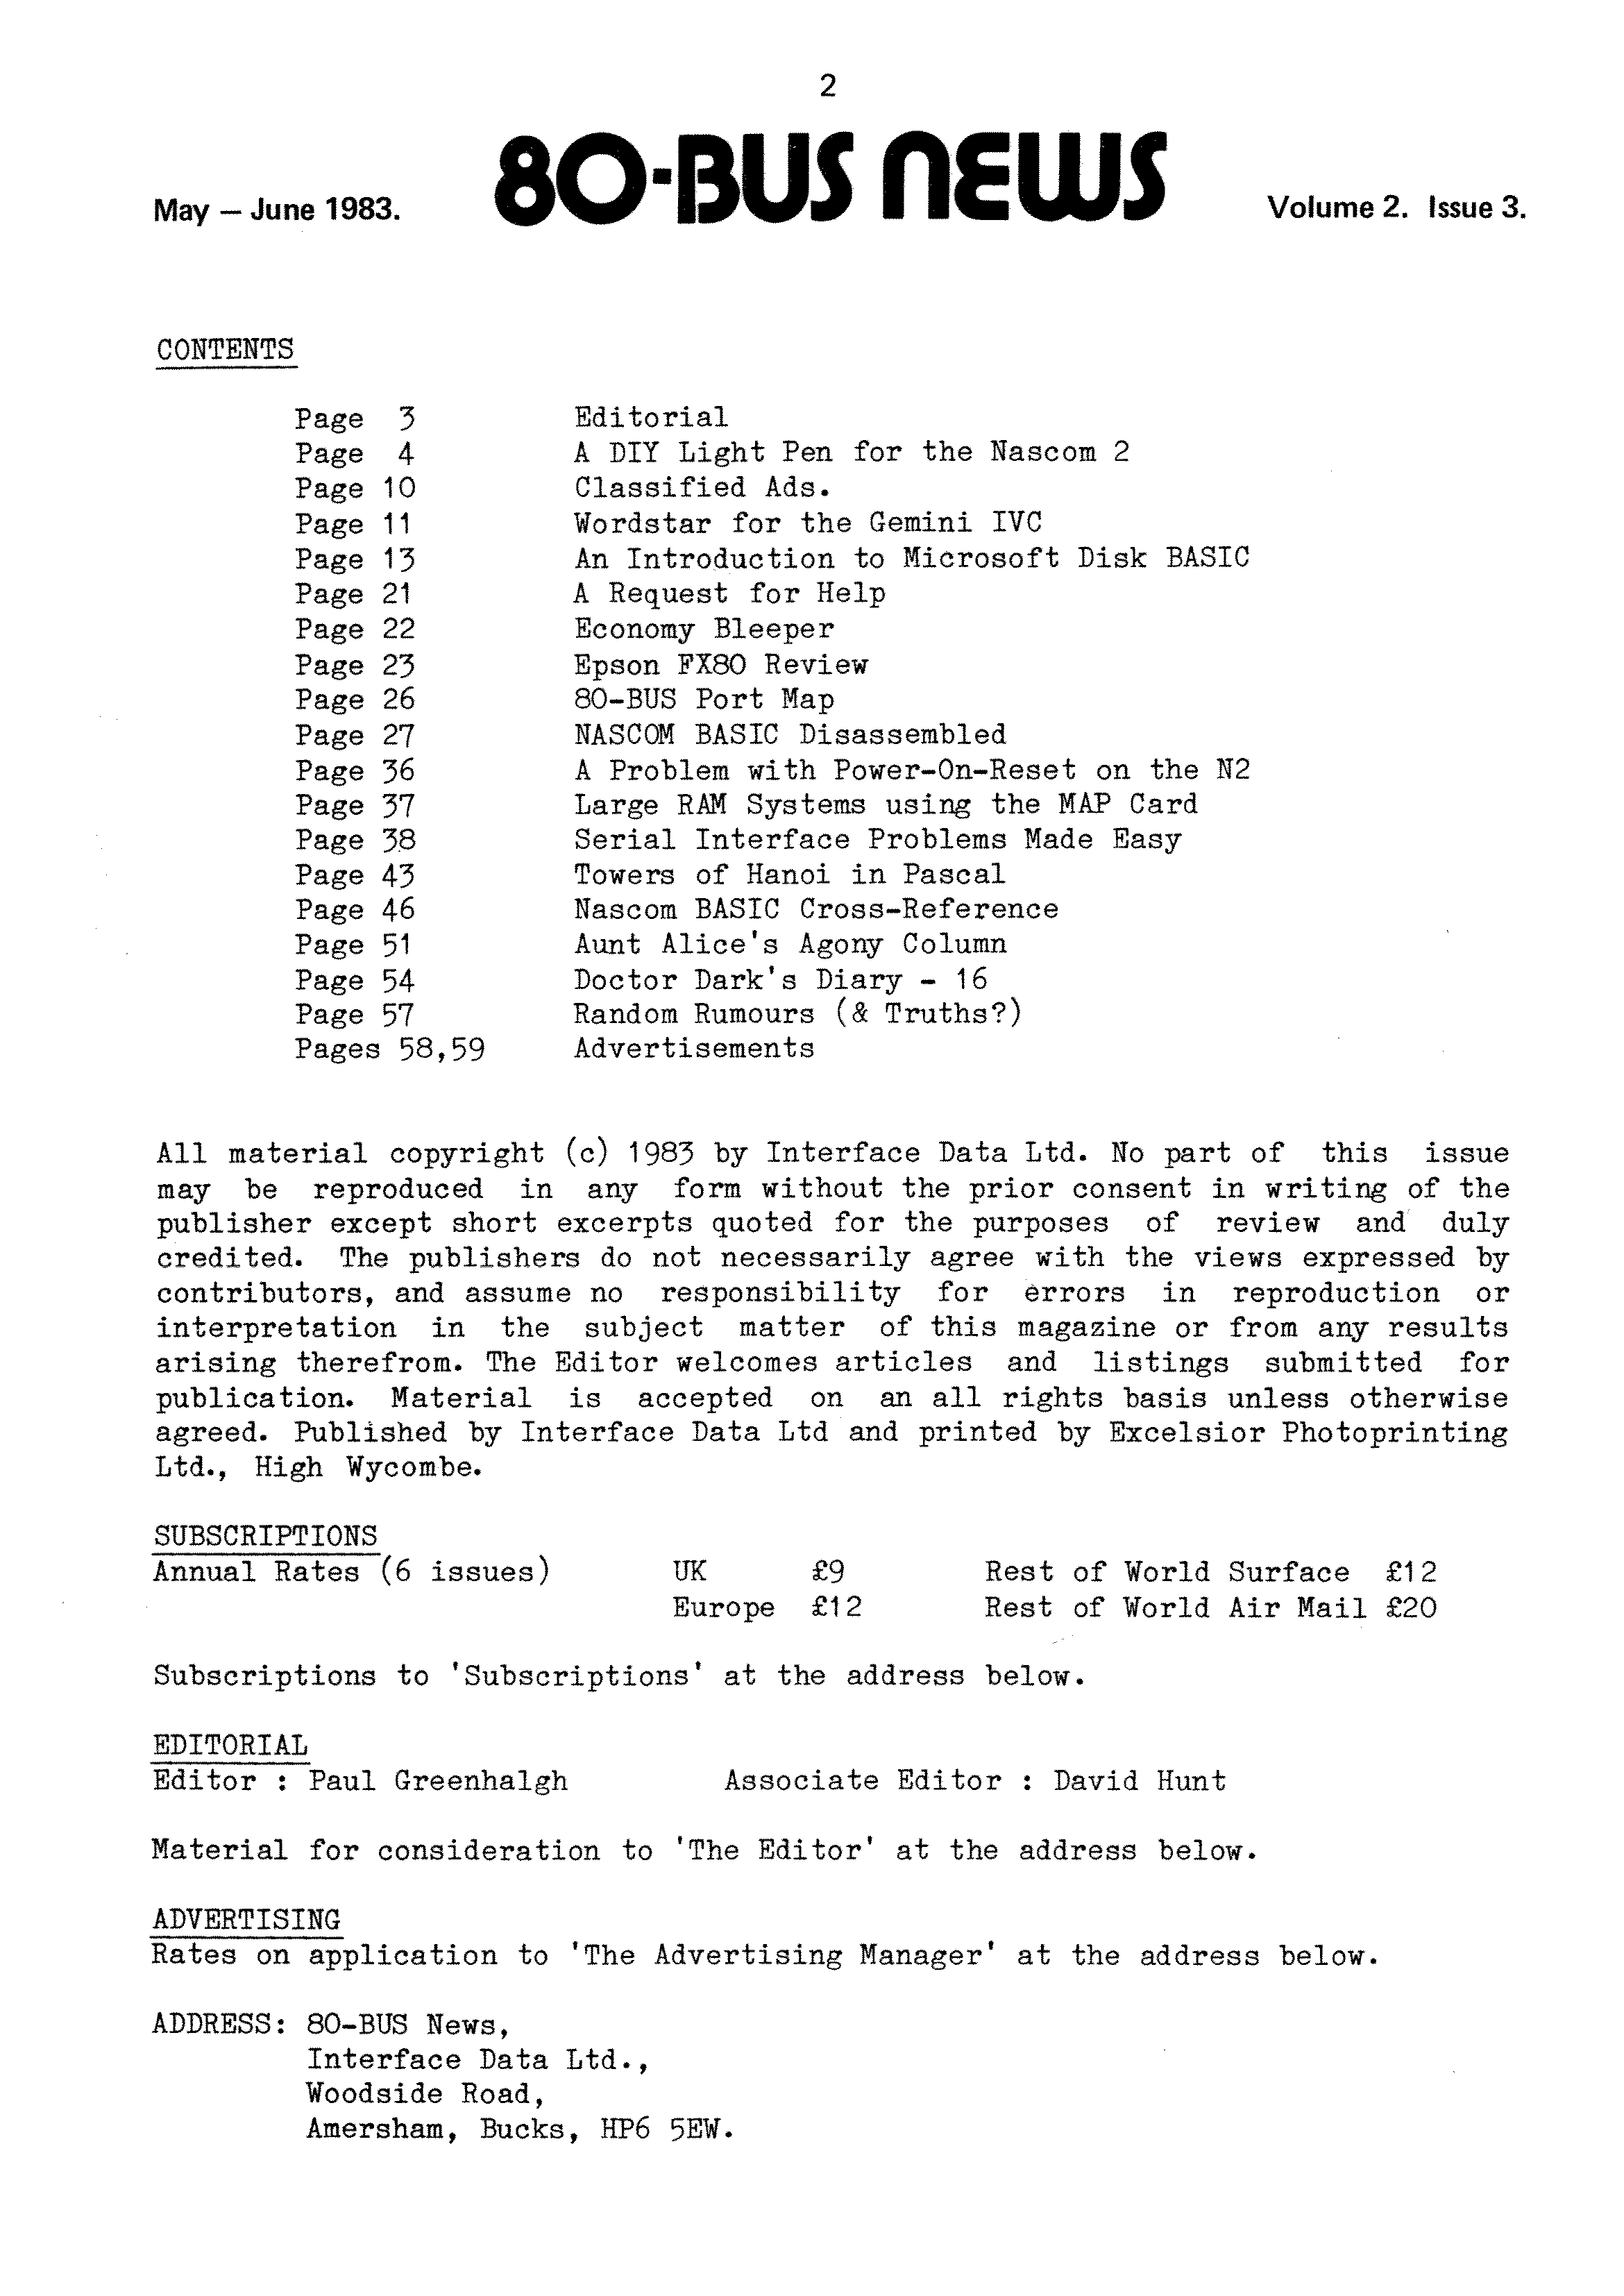 2
May – June 1983.
80-BUS NEWS
Volume 2. Issue 3.
CONTENTS
Page 3 Editorial
Page 4 A DIY Light Pen for the Nascom 2
Page 10 Classified Ads.
Page 11 Wordstar for the Gemini IVC
Page 13 An Introduction to Microsoft Disk BASIC
Page 21 A Request for Help
Page 22 Economy Bleeper
Page 23 Epson FX80 Review
Page 26 80-BUS Port Map
Page 27 NASCOM BASIC Disassembled
Page 36 A Problem with Power-On-Reset on the N2
Page 37 Large RAM Systems using the MAP Card
Page 38 Serial Interface Problems Made Easy
Page 43 Towers of Hanoi in Pascal
Page 46 Nascom BASIC Cross-Reference
Page 51 Aunt Alice's Agony Column
Page 54 Doctor Dark's Diary - 16
Page 57 Random Rumours (& Truths?)
Pages 58,59 Advertisements
All material copyright (c) 1983 by Interface Data Ltd. No part of this issue
may be reproduced in any form without the prior consent in writing of the
publisher except short excerpts quoted for the purposes of review and duly
credited. The publishers do not necessarily agree with the views expressed by
contributors, and assume no responsibility for errors in reproduction or
interpretation in the subject matter of this magazine or from any results
arising therefrom. The Editor welcomes articles and listings submitted for
publication. Material is accepted on an all rights basis unless otherwise
agreed. Published by Interface Data Ltd and printed by Excelsior Photoprinting
Ltd., High Wycombe.
SUBSCRIPTIONS
Annual Rates (6 issues) UK £9 Rest of World Surface £12
Europe £12 Rest of World Air Mail £20
Subscriptions to 'Subscriptions' at the address below.
EDITORIAL
Editor : Paul Greenhalgh Associate Editor : David Hunt
Material for consideration to 'The Editor' at the address below.
ADVERTISING
Rates on application to 'The Advertising Manager' at the address below.
ADDRESS: 80-BUS News,
Interface Data Ltd.,
Woodside Road,
Amersham, Bucks, HP6 5EW.